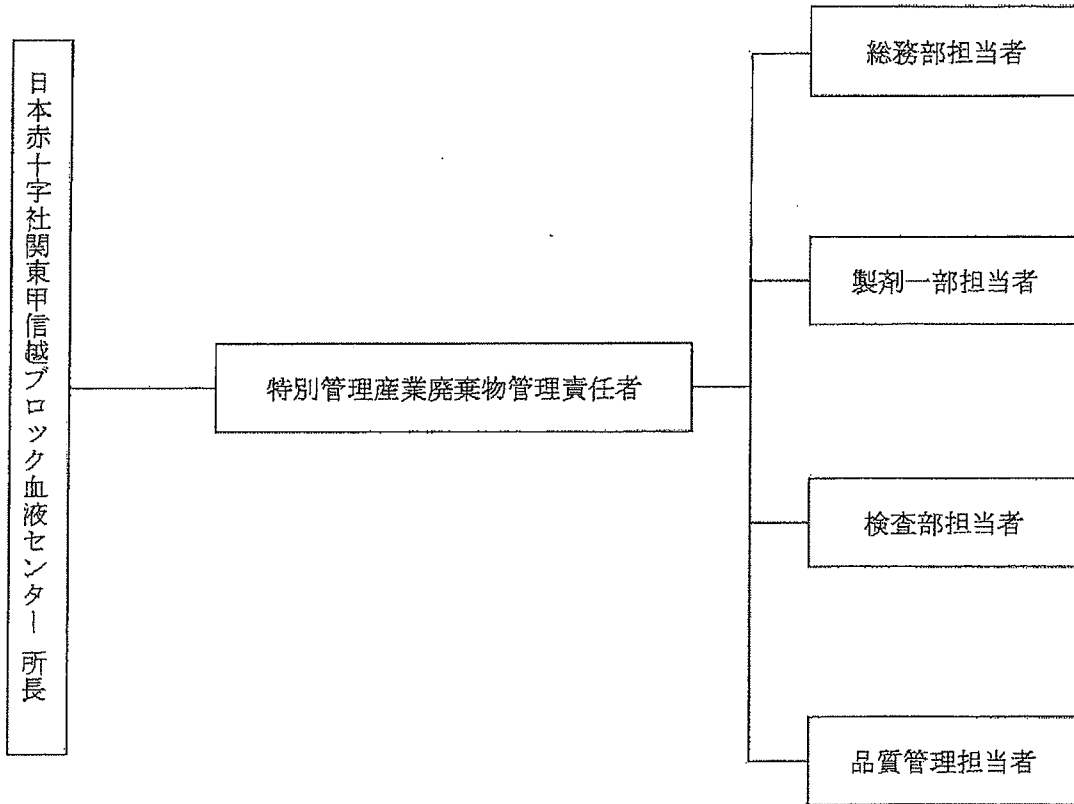 日本赤十字社関東甲信越ブロック血液センター 所長
特別管理産業廃棄物管理責任者
総務部担当者
製剤一部担当者
検査部担当者
品質管理担当者